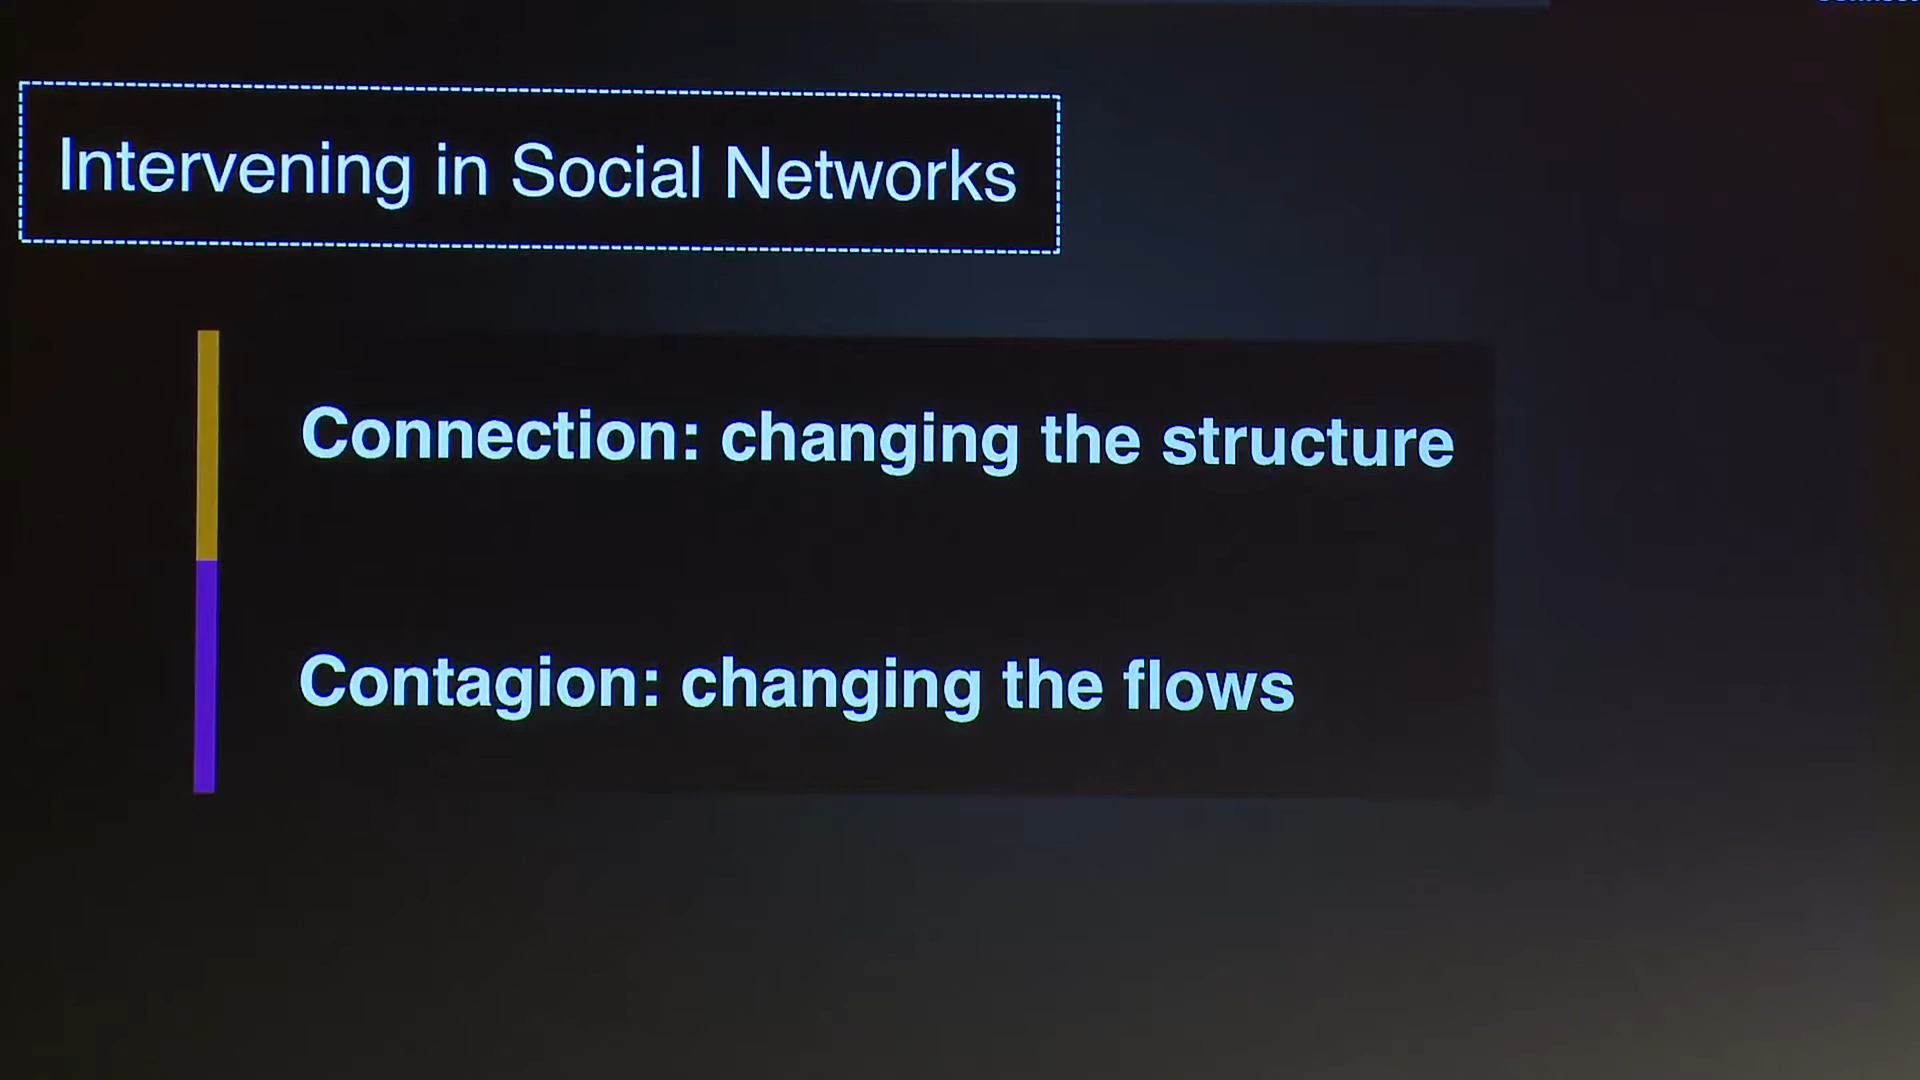 Intervening in Social Networks
Connection: changing the structure
Contagion: changing the flows